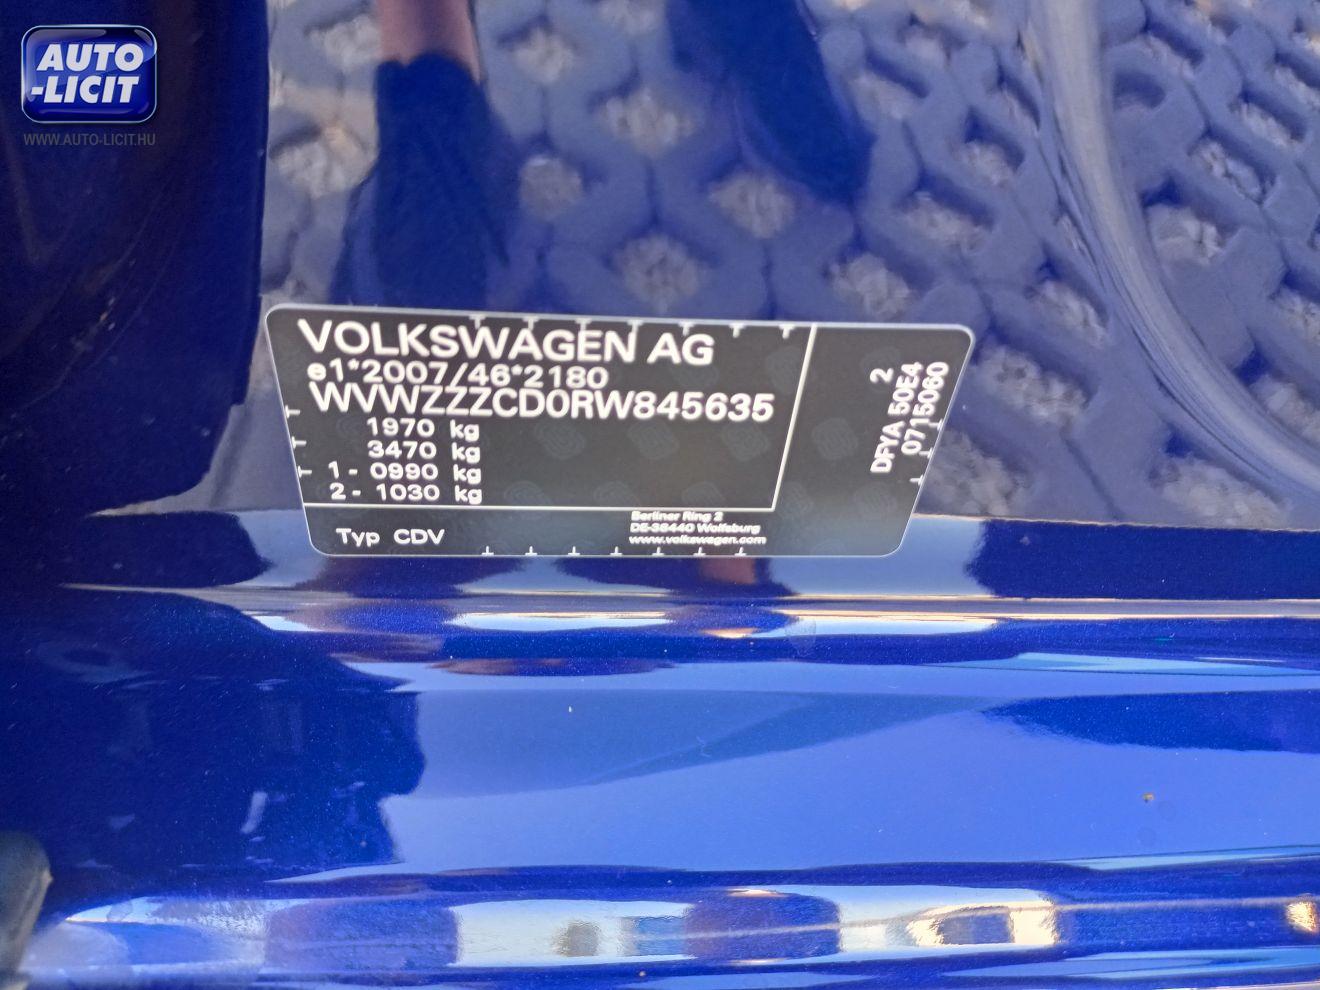 AUTO
-LICIT
WWW.AUTO-LICIT.HU
VOLKSWAGEN AG
e1*2007/46*2180
WVWZZZCD0RW845635
1970 kg
3470 kg
1- 0990 kg
2- 1030 kg
Typ CDV
Berliner Ring 2
DE-38440 Wolfsburg
www.volkswagen.com
2
DFYA 50E4
0715060